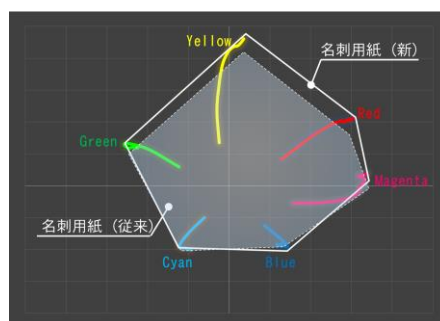 Yellow
名刺用紙（新）
Red
Green
Magenta
名刺用紙（従来）
Cyan
Blue